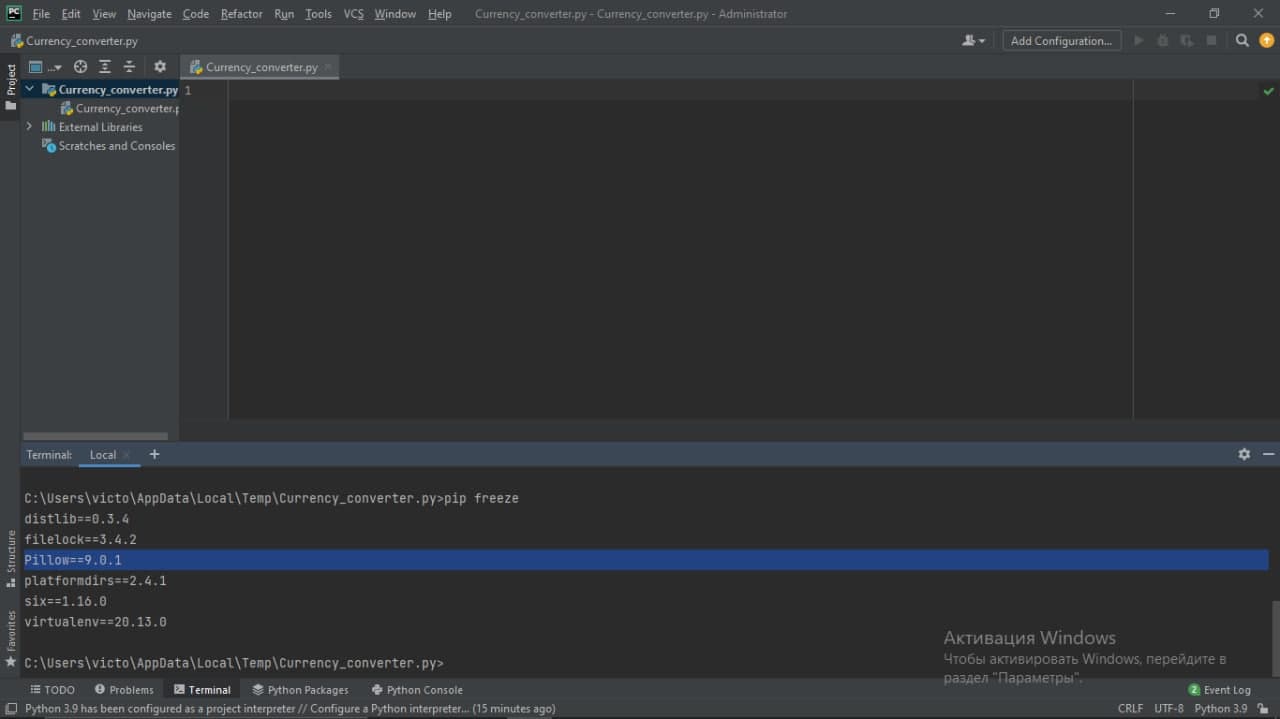 PC File Edit View Navigate Code Refactor Run Tools VCS Window Help Currency_converter.py - Currency_converter.py - Administrator
Currency_converter.py Add Configuration...
Project ... Currency_converter.py
Currency_converter.py 1
Currency_converter.p
External Libraries
Scratches and Consoles
Terminal: Local +
C:\Users\victo\AppData\Local\Temp\Currency_converter.py>pip freeze
distlib==0.3.4
filelock==3.4.2
Pillow==9.0.1
platformdirs==2.4.1
six==1.16.0
virtualenv==20.13.0
C:\Users\victo\AppData\Local\Temp\Currency_converter.py>
Structure
Favorites
Активация Windows
Чтобы активировать Windows, перейдите в
раздел "Параметры".
TODO Problems Terminal Python Packages Python Console 2 Event Log
Python 3.9 has been configured as a project interpreter // Configure a Python interpreter... (15 minutes ago) CRLF UTF-8 Python 3.9